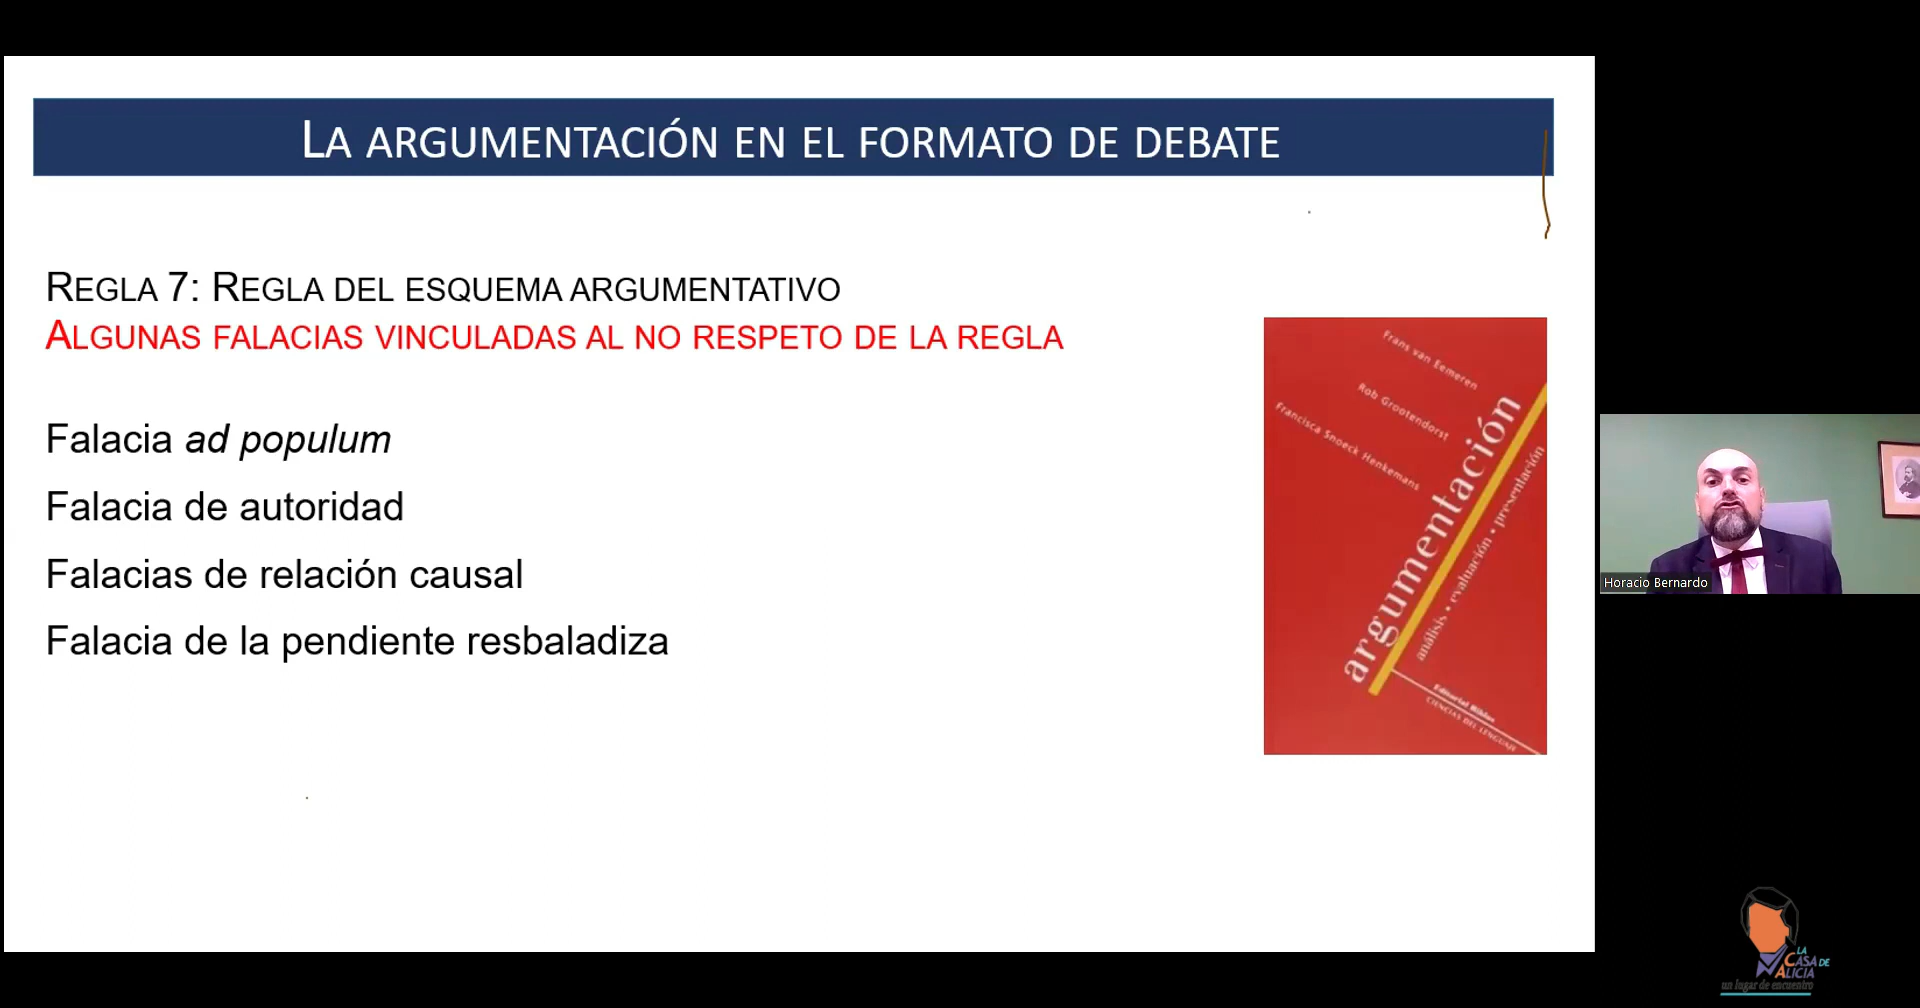 LA ARGUMENTACIÓN EN EL FORMATO DE DEBATE
REGLA 7: REGLA DEL ESQUEMA ARGUMENTATIVO
ALGUNAS FALACIAS VINCULADAS AL NO RESPETO DE LA REGLA
Falacia ad populum
Falacia de autoridad
Falacias de relación causal
Falacia de la pendiente resbaladiza
Frans van Eemeren
Rob Grootendorst
Francisca Snoeck Henkemans
argumentación
análisis • evaluación • presentación
Editorial Biblos
CIENCIAS DEL LENGUAJE
Horacio Bernardo
LA
CASA DE
ALICIA
un lugar de encuentro